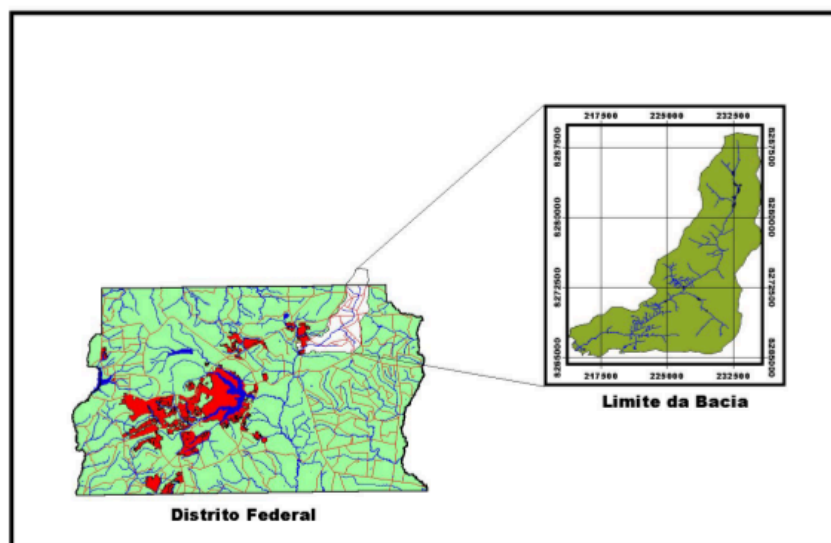 217500 225000 232500
8287500 8287500
8280000 8280000
8272500 8272500
8265000 8265000
217500 225000 232500
Limite da Bacia
Distrito Federal